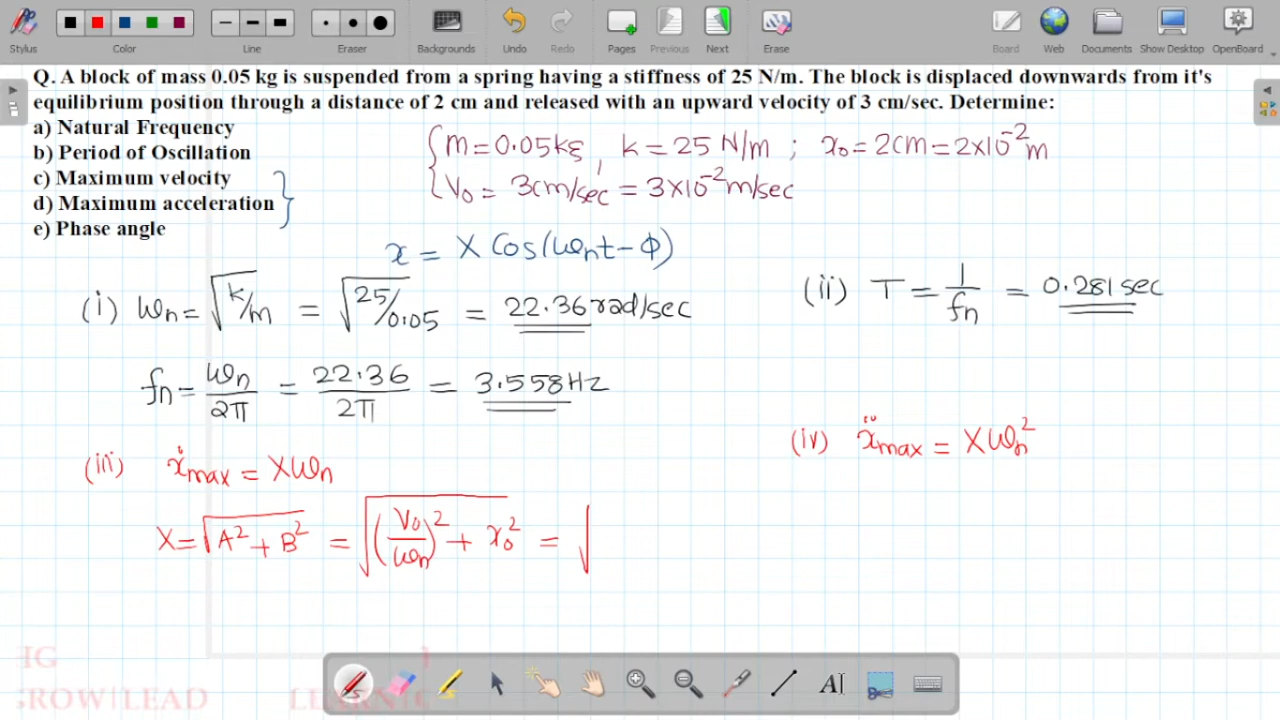 Stylus Color Line Eraser Backgrounds Undo Redo Pages Previous Next Erase Board Web Documents Show Desktop OpenBoard
Q. A block of mass 0.05 kg is suspended from a spring having a stiffness of 25 N/m. The block is displaced downwards from it's
equilibrium position through a distance of 2 cm and released with an upward velocity of 3 cm/sec. Determine:
a) Natural Frequency
b) Period of Oscillation
c) Maximum velocity
d) Maximum acceleration
e) Phase angle
m = 0.05kg, k = 25 N/m ; x₀ = 2cm = 2×10⁻² m
V₀ = 3cm/sec = 3×10⁻² m/sec
x = X Cos(ωₙt − Φ)
(i) ωₙ = √k/m = √25/0.05 = 22.36 rad/sec
(ii) T = 1/fₙ = 0.281 sec
fₙ = ωₙ/2π = 22.36/2π = 3.558 Hz
(iii) ẋmax = Xωₙ
(iv) ẍmax = Xωₙ²
X = √A² + B² = √(V₀/ωₙ)² + x₀² = √
ROW|LEAD LEARN
A|